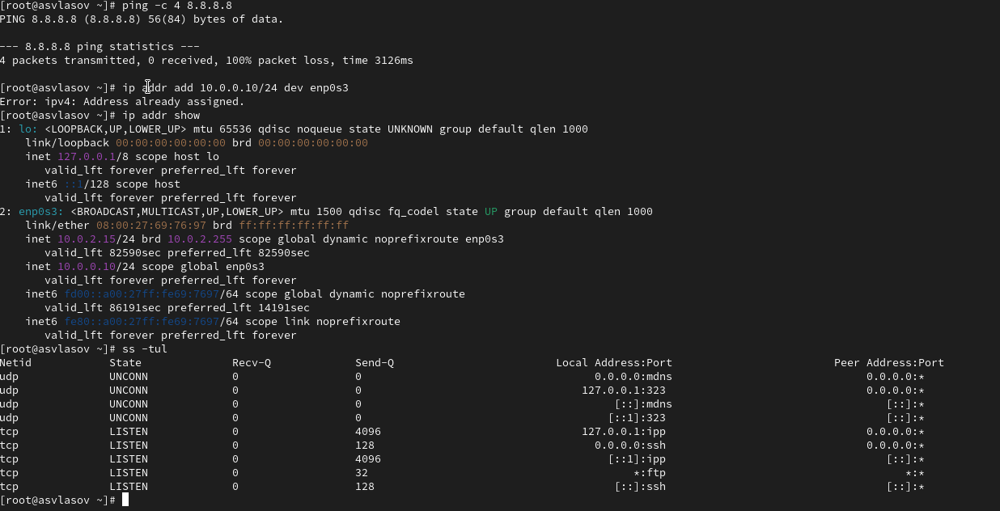 [root@asvlasov ~]# ping -c 4 8.8.8.8
PING 8.8.8.8 (8.8.8.8) 56(84) bytes of data.

--- 8.8.8.8 ping statistics ---
4 packets transmitted, 0 received, 100% packet loss, time 3126ms

[root@asvlasov ~]# ip addr add 10.0.0.10/24 dev enp0s3
Error: ipv4: Address already assigned.
[root@asvlasov ~]# ip addr show
1: lo: <LOOPBACK,UP,LOWER_UP> mtu 65536 qdisc noqueue state UNKNOWN group default qlen 1000
    link/loopback 00:00:00:00:00:00 brd 00:00:00:00:00:00
    inet 127.0.0.1/8 scope host lo
       valid_lft forever preferred_lft forever
    inet6 ::1/128 scope host
       valid_lft forever preferred_lft forever
2: enp0s3: <BROADCAST,MULTICAST,UP,LOWER_UP> mtu 1500 qdisc fq_codel state UP group default qlen 1000
    link/ether 08:00:27:69:76:97 brd ff:ff:ff:ff:ff:ff
    inet 10.0.2.15/24 brd 10.0.2.255 scope global dynamic noprefixroute enp0s3
       valid_lft 82590sec preferred_lft 82590sec
    inet 10.0.0.10/24 scope global enp0s3
       valid_lft forever preferred_lft forever
    inet6 fd00::a00:27ff:fe69:7697/64 scope global dynamic noprefixroute
       valid_lft 86191sec preferred_lft 14191sec
    inet6 fe80::a00:27ff:fe69:7697/64 scope link noprefixroute
       valid_lft forever preferred_lft forever
[root@asvlasov ~]# ss -tul
Netid State Recv-Q Send-Q Local Address:Port Peer Address:Port
udp UNCONN 0 0 0.0.0.0:mdns 0.0.0.0:*
udp UNCONN 0 0 127.0.0.1:323 0.0.0.0:*
udp UNCONN 0 0 [::]:mdns [::]:*
udp UNCONN 0 0 [::1]:323 [::]:*
tcp LISTEN 0 4096 127.0.0.1:ipp 0.0.0.0:*
tcp LISTEN 0 128 0.0.0.0:ssh 0.0.0.0:*
tcp LISTEN 0 4096 [::1]:ipp [::]:*
tcp LISTEN 0 32 *:ftp *:*
tcp LISTEN 0 128 [::]:ssh [::]:*
[root@asvlasov ~]#